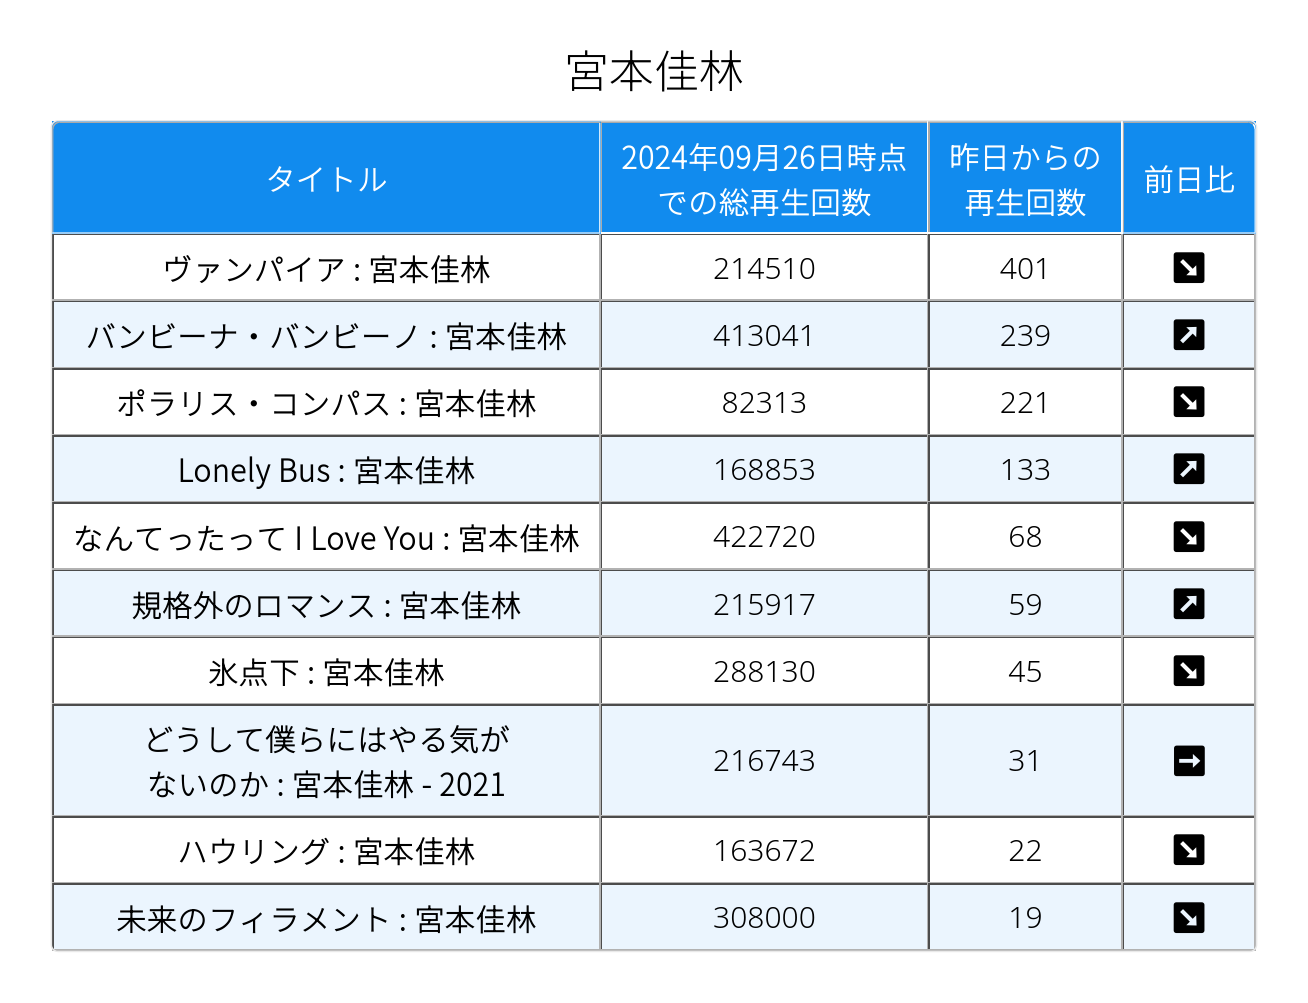 宮本佳林
タイトル
2024年09月26日時点
での総再生回数
昨日からの
再生回数
前日比
ヴァンパイア : 宮本佳林 214510 401 ↘
バンビーナ・バンビーノ : 宮本佳林 413041 239 ↗
ポラリス・コンパス : 宮本佳林 82313 221 ↘
Lonely Bus : 宮本佳林 168853 133 ↗
なんてったって I Love You : 宮本佳林 422720 68 ↘
規格外のロマンス : 宮本佳林 215917 59 ↗
氷点下 : 宮本佳林 288130 45 ↘
どうして僕らにはやる気が
ないのか : 宮本佳林 - 2021 216743 31 →
ハウリング : 宮本佳林 163672 22 ↘
未来のフィラメント : 宮本佳林 308000 19 ↘